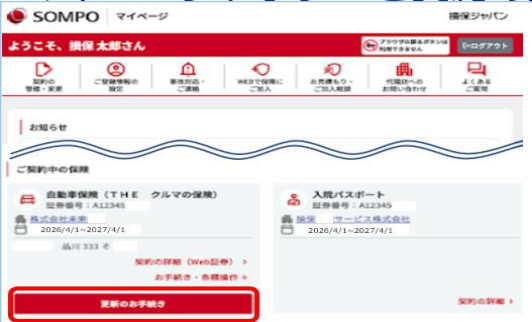 SOMPO マイページ
損保ジャパン
ようこそ、損保 太郎さん
ブラウザの戻るボタンは
利用できません
ログアウト
契約の
管理・変更
ご登録情報の
設定
事故対応・
ご連絡
WEBで保険に
ご加入
お見積もり・
ご加入相談
代理店への
お問い合わせ
よくある
ご質問
お知らせ
ご契約中の保険
自動車保険（THE クルマの保険）
証券番号：A12345
株式会社未来
2026/4/1~2027/4/1
品川 333 そ
契約の詳細（Web証券） >
お手続き・各種操作 +
更新のお手続き
入院パスポート
証券番号：A12345
損保 サービス株式会社
2026/4/1~2027/4/1
契約の詳細 >